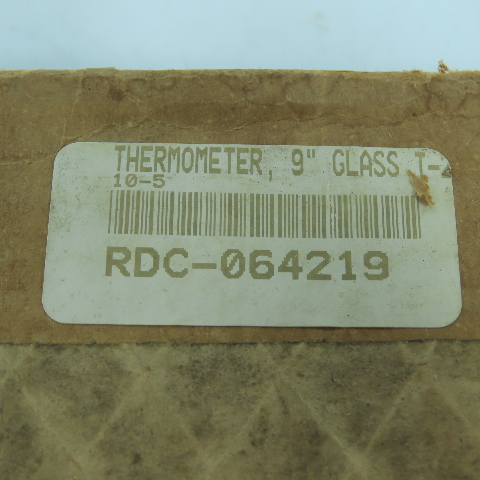 THERMOMETER, 9" GLASS
10-5
RDC-064219